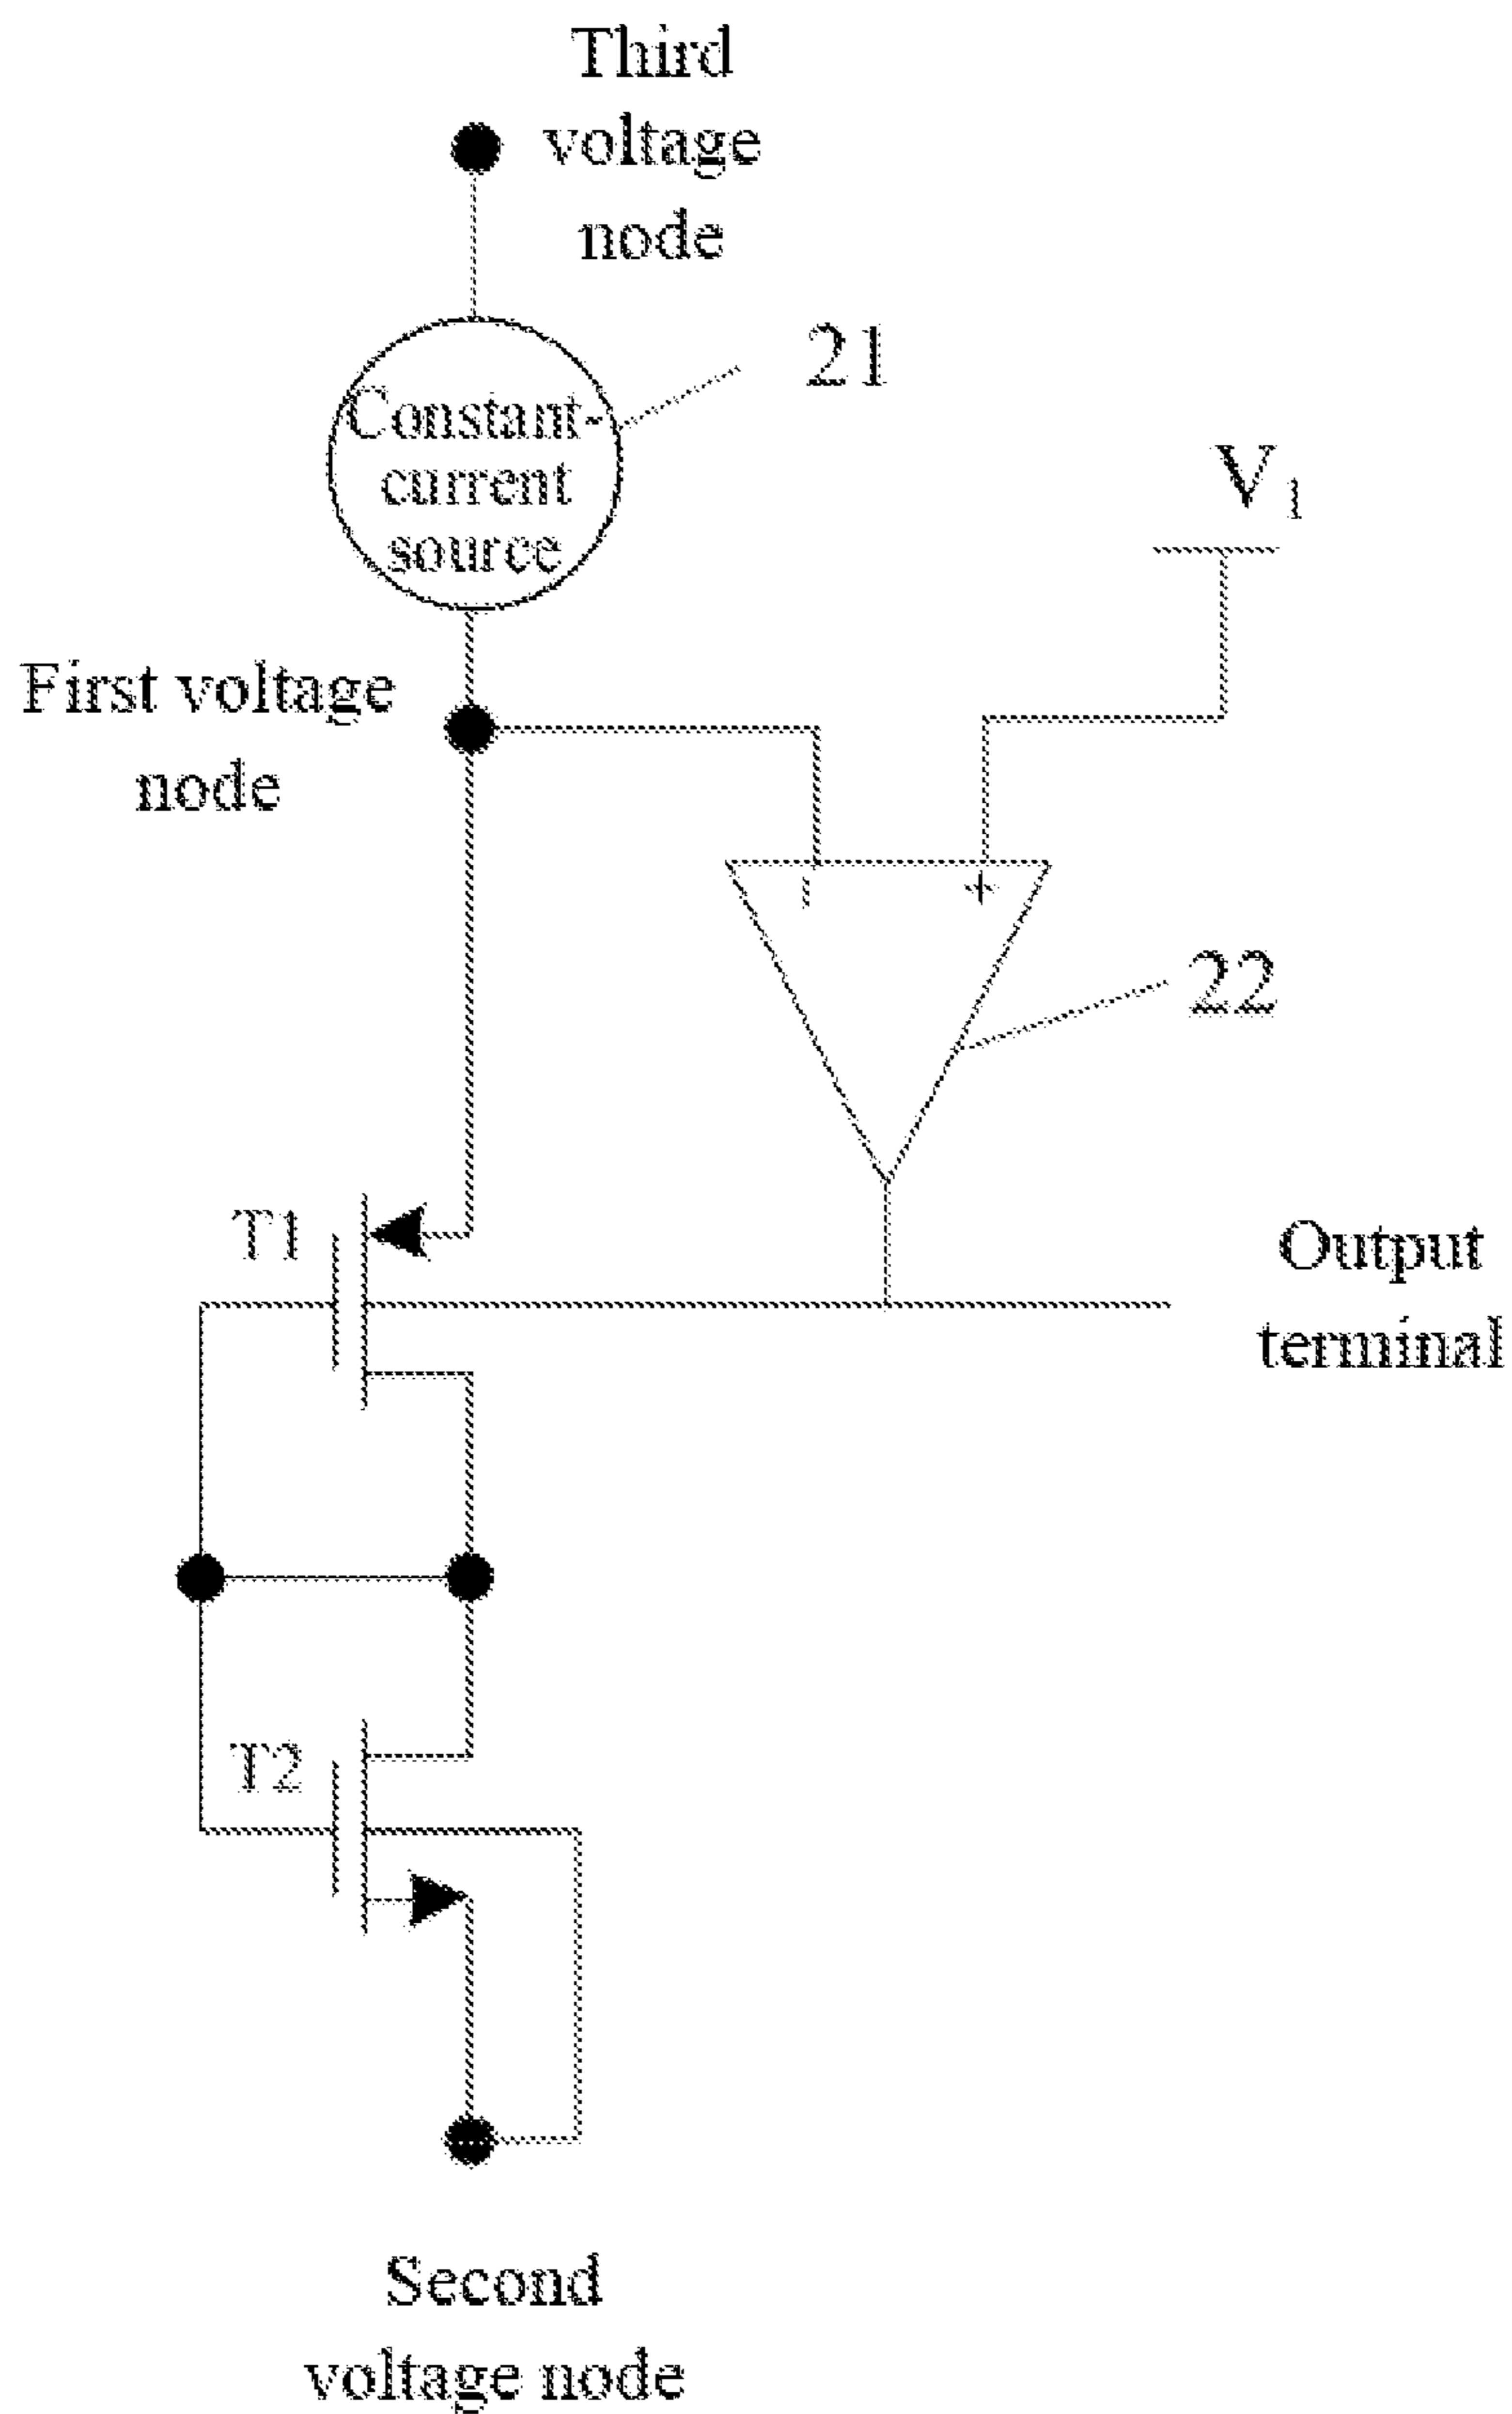 Third
voltage
node
21
Constant-
current
source
V1
First voltage
node
- +
22
T1
Output
terminal
T2
Second
voltage node